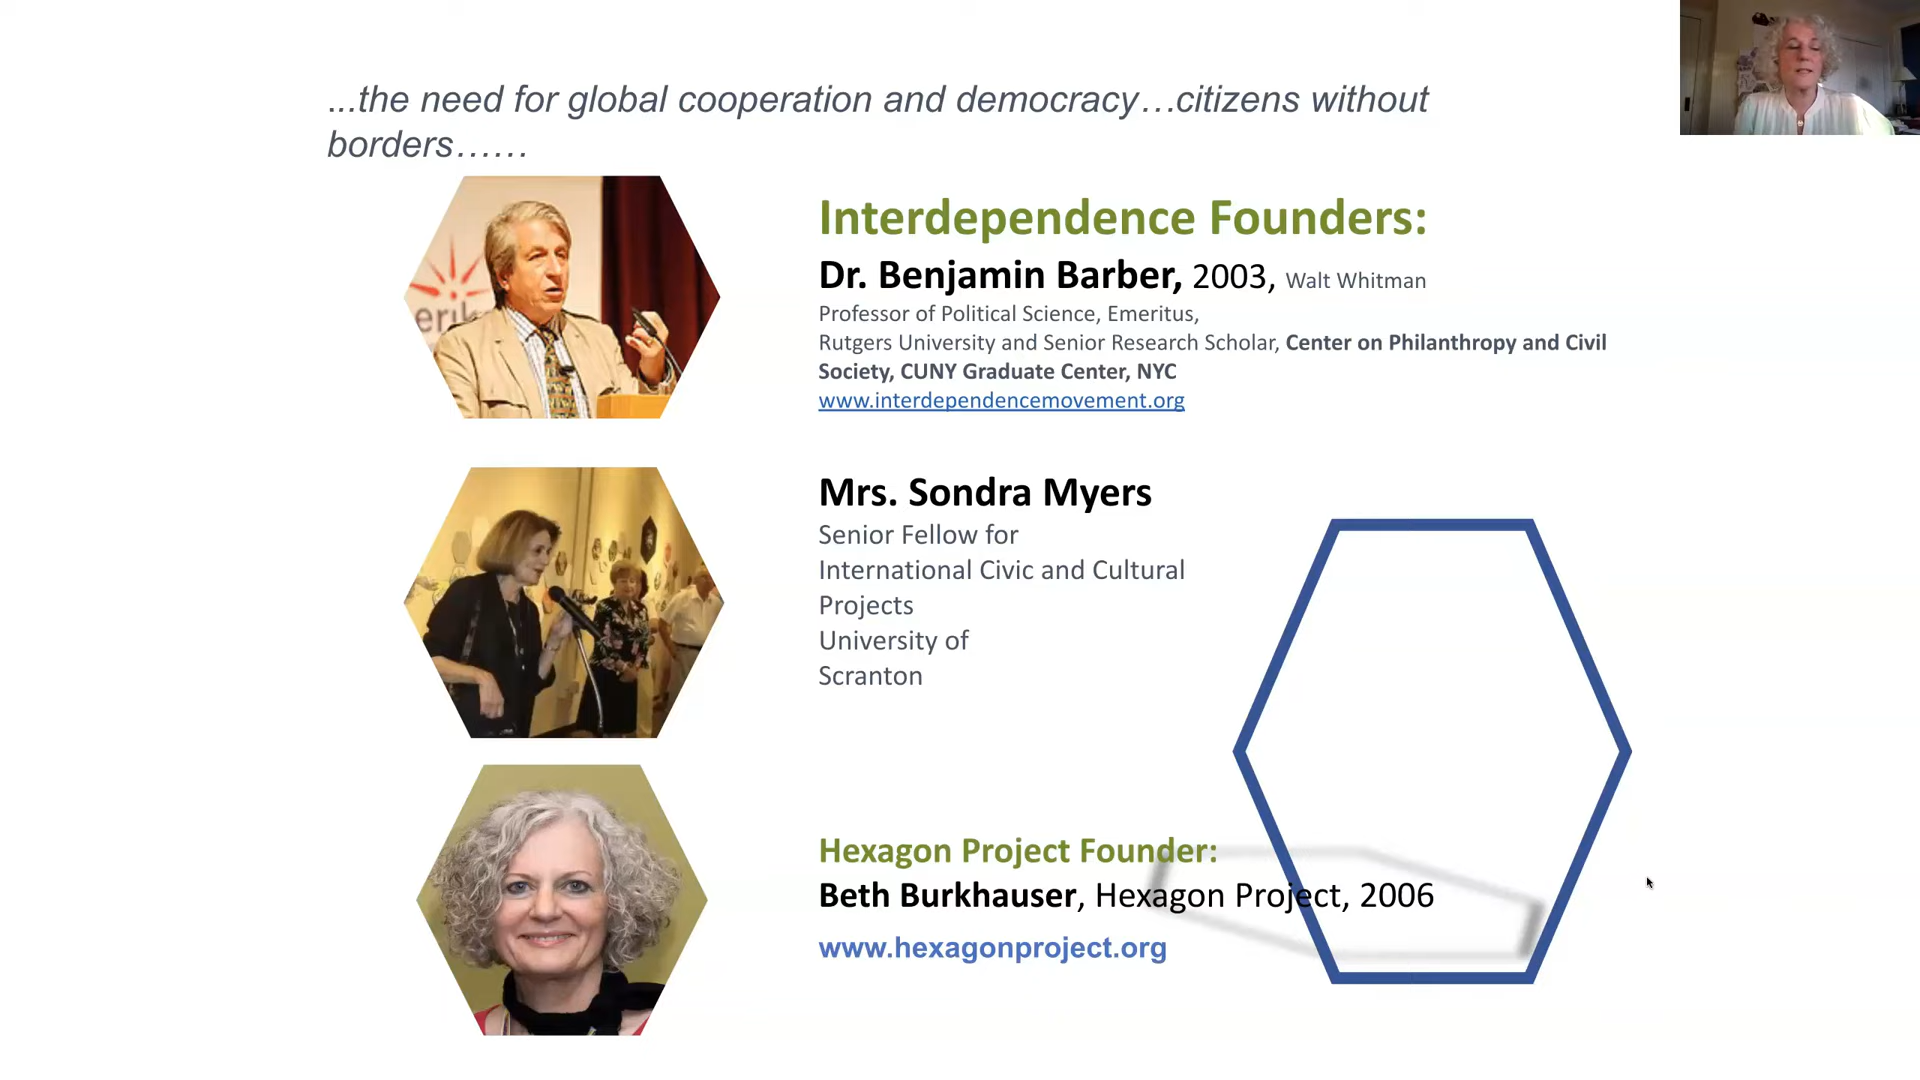 ...the need for global cooperation and democracy…citizens without
borders……
Interdependence Founders:
Dr. Benjamin Barber, 2003, Walt Whitman
Professor of Political Science, Emeritus,
Rutgers University and Senior Research Scholar, Center on Philanthropy and Civil
Society, CUNY Graduate Center, NYC
www.interdependencemovement.org
Mrs. Sondra Myers
Senior Fellow for
International Civic and Cultural
Projects
University of
Scranton
Hexagon Project Founder:
Beth Burkhauser, Hexagon Project, 2006
www.hexagonproject.org